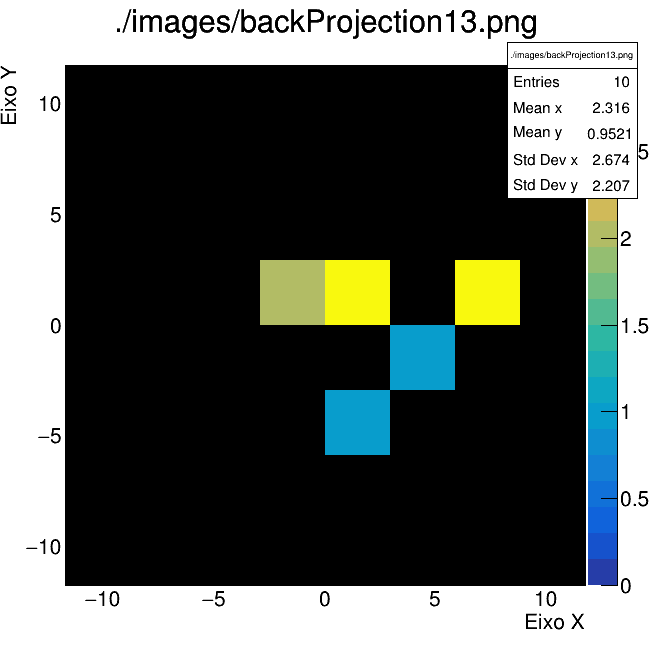 ./images/backProjection13.png
Eixo Y
./images/backProjection13.png
Entries 10
Mean x 2.316
Mean y 0.9521
Std Dev x 2.674
Std Dev y 2.207
10
5
0
−5
−10
5
2
1.5
1
0.5
0
−10 −5 0 5 10
Eixo X